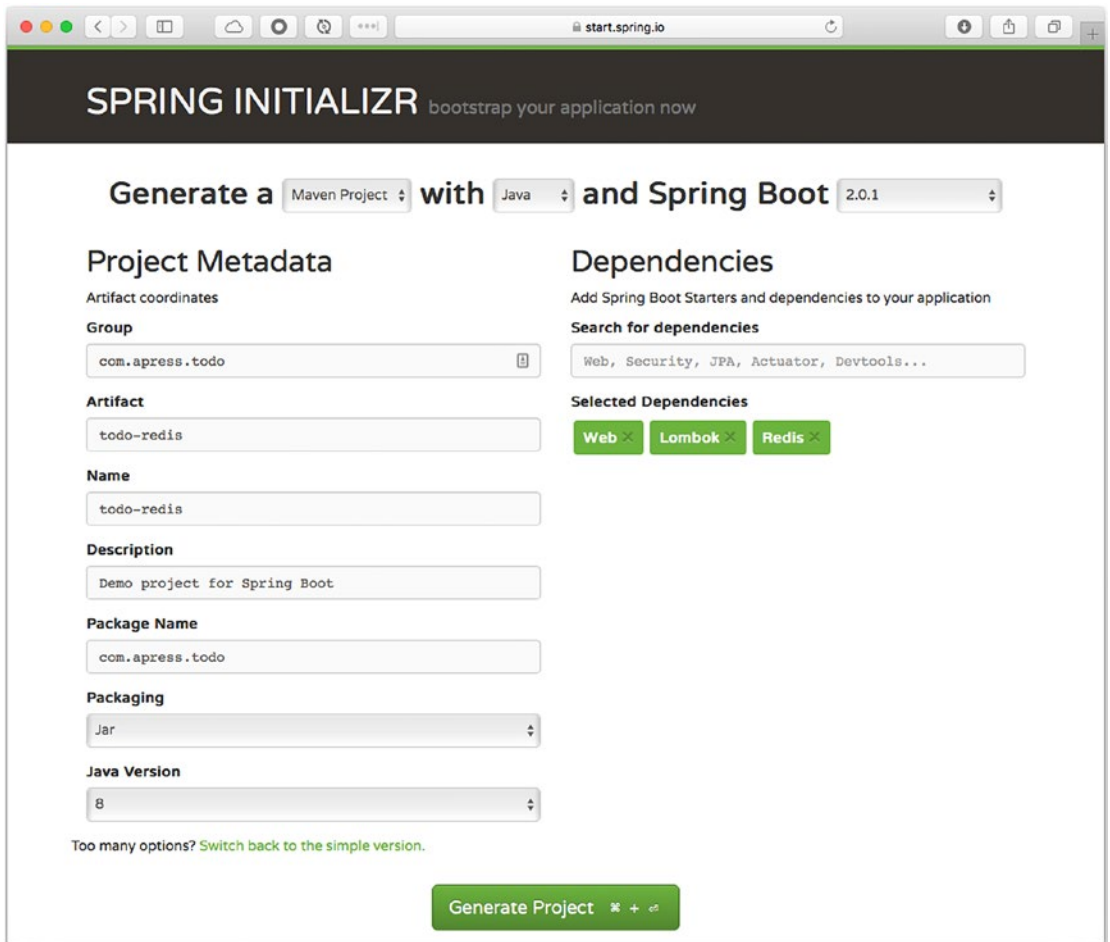 start.spring.io
SPRING INITIALIZR bootstrap your application now
Generate a Maven Project with Java and Spring Boot 2.0.1
Project Metadata
Artifact coordinates
Group
com.apress.todo
Artifact
todo-redis
Name
todo-redis
Description
Demo project for Spring Boot
Package Name
com.apress.todo
Packaging
Jar
Java Version
8
Too many options? Switch back to the simple version.
Dependencies
Add Spring Boot Starters and dependencies to your application
Search for dependencies
Web, Security, JPA, Actuator, Devtools...
Selected Dependencies
Web × Lombok × Redis ×
Generate Project ⌘ + ⏎